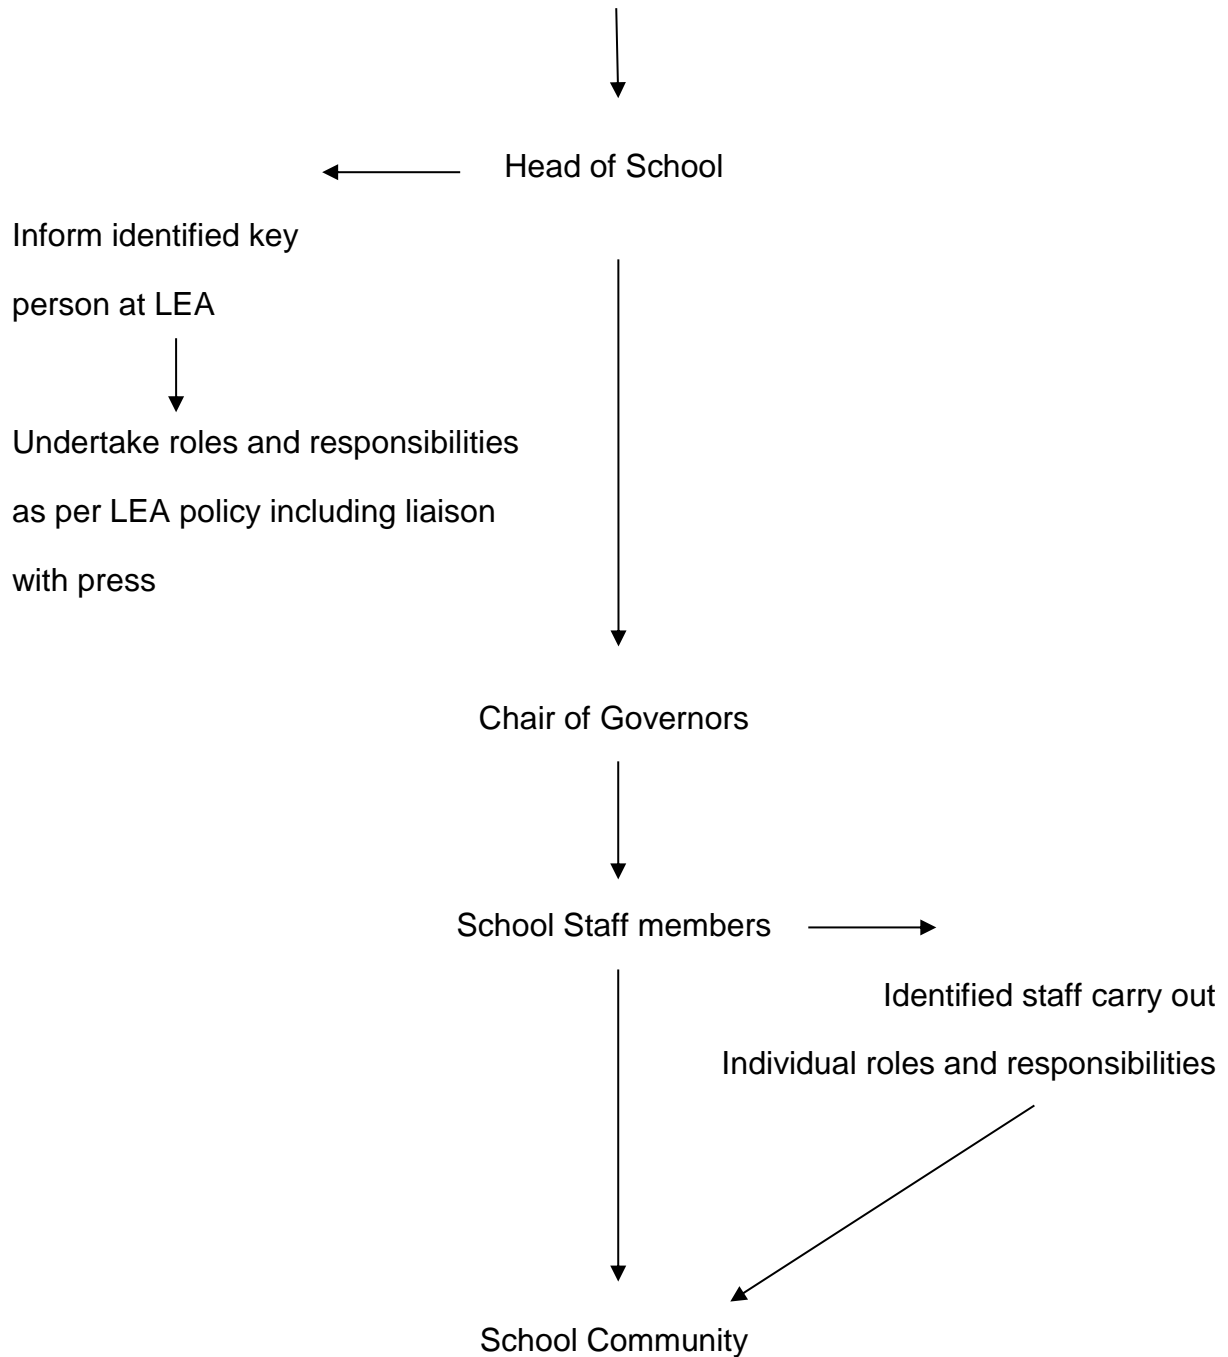 Head of School
Inform identified key
person at LEA
Undertake roles and responsibilities
as per LEA policy including liaison
with press
Chair of Governors
School Staff members
Identified staff carry out
Individual roles and responsibilities
School Community